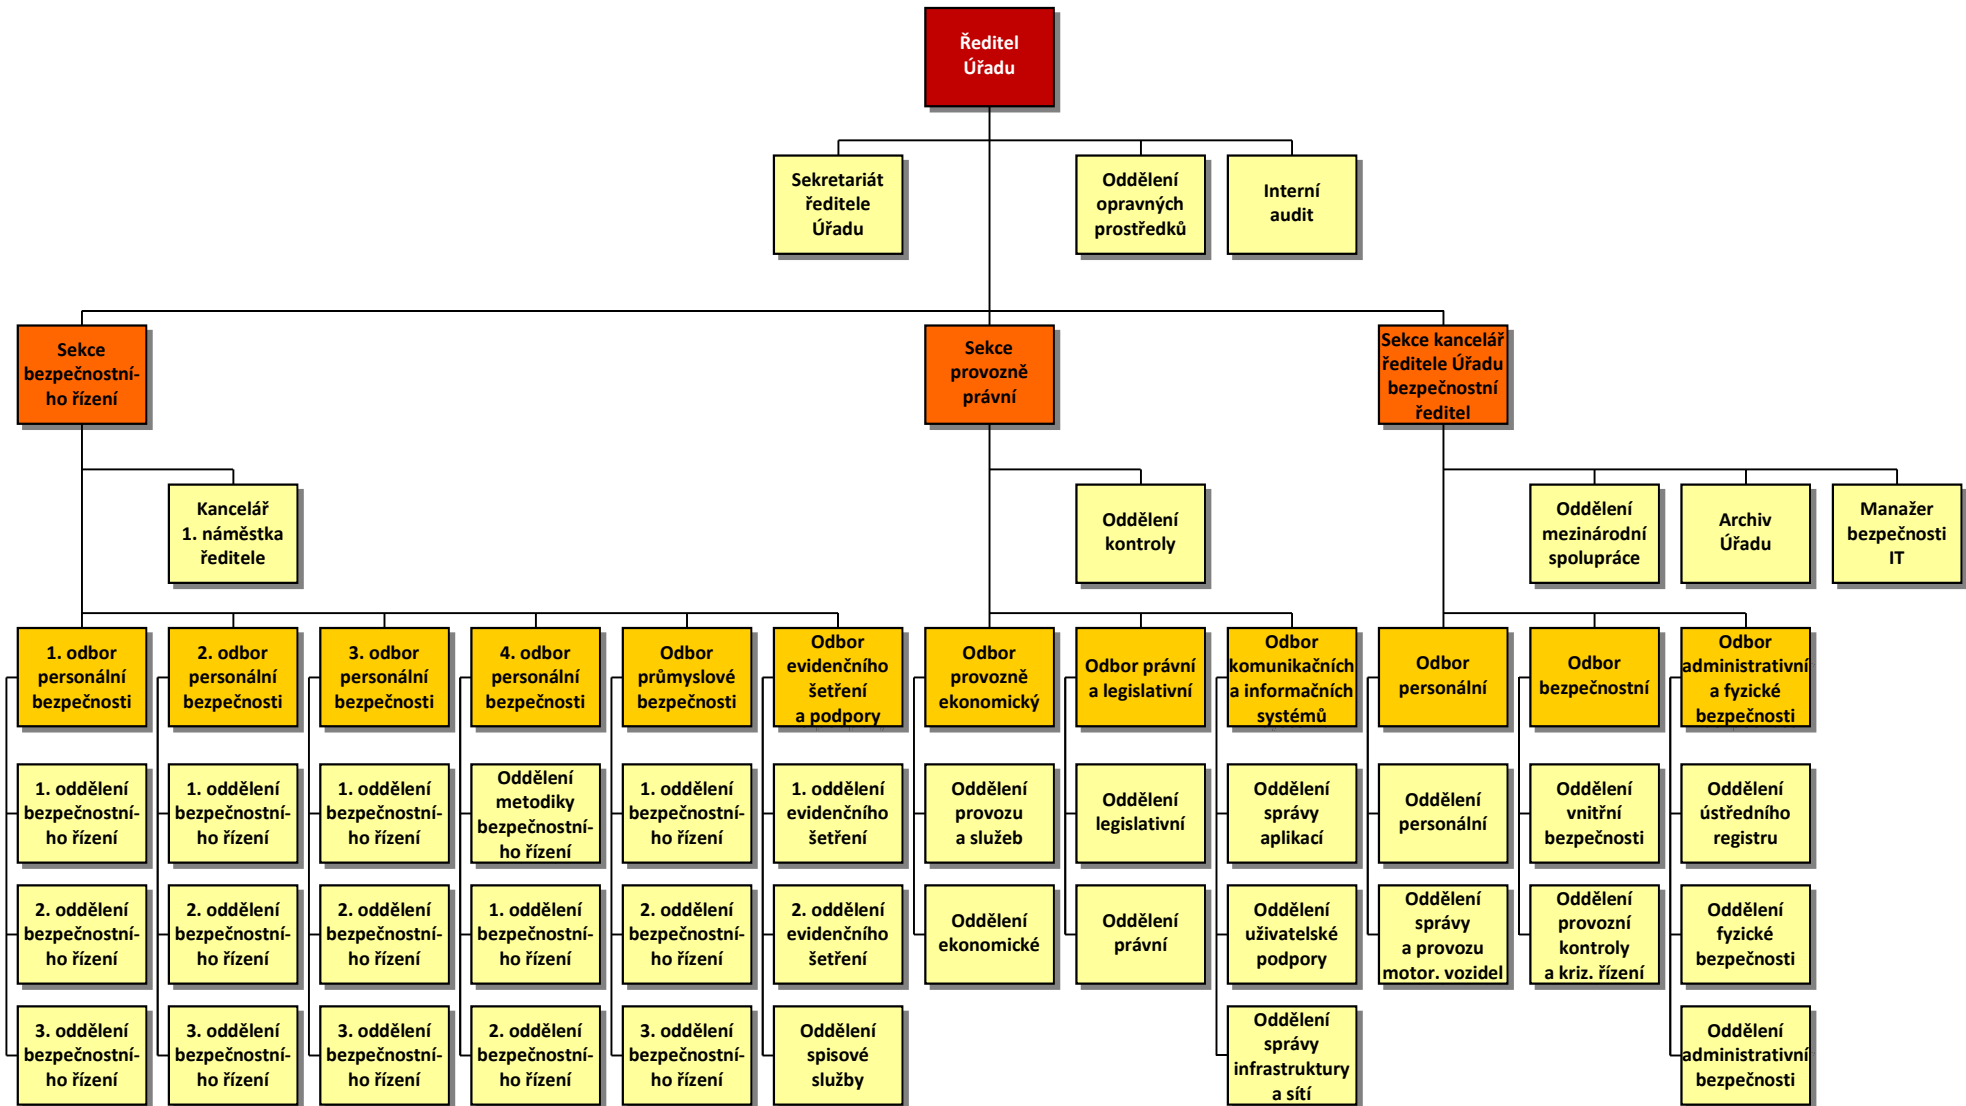 Ředitel
Úřadu
Sekretariát
ředitele
Úřadu
Oddělení
opravných
prostředků
Interní
audit
Sekce
bezpečnostní-
ho řízení
Sekce
provozně
právní
Sekce kancelář
ředitele Úřadu
bezpečnostní
ředitel
Kancelář
1. náměstka
ředitele
Oddělení
kontroly
Oddělení
mezinárodní
spolupráce
Archiv
Úřadu
Manažer
bezpečnosti
IT
1. odbor
personální
bezpečnosti
2. odbor
personální
bezpečnosti
3. odbor
personální
bezpečnosti
4. odbor
personální
bezpečnosti
Odbor
průmyslové
bezpečnosti
Odbor
evidenčního
šetření
a podpory
Odbor
provozně
ekonomický
Odbor právní
a legislativní
Odbor
komunikačních
a informačních
systémů
Odbor
personální
Odbor
bezpečnostní
Odbor
administrativní
a fyzické
bezpečnosti
1. oddělení
bezpečnostní-
ho řízení
1. oddělení
bezpečnostní-
ho řízení
1. oddělení
bezpečnostní-
ho řízení
Oddělení
metodiky
bezpečnostní-
ho řízení
1. oddělení
bezpečnostní-
ho řízení
1. oddělení
evidenčního
šetření
Oddělení
provozu
a služeb
Oddělení
legislativní
Oddělení
správy
aplikací
Oddělení
personální
Oddělení
vnitřní
bezpečnosti
Oddělení
ústředního
registru
2. oddělení
bezpečnostní-
ho řízení
2. oddělení
bezpečnostní-
ho řízení
2. oddělení
bezpečnostní-
ho řízení
1. oddělení
bezpečnostní-
ho řízení
2. oddělení
bezpečnostní-
ho řízení
2. oddělení
evidenčního
šetření
Oddělení
ekonomické
Oddělení
právní
Oddělení
uživatelské
podpory
Oddělení
správy
a provozu
motor. vozidel
Oddělení
provozní
kontroly
a kriz. řízení
Oddělení
fyzické
bezpečnosti
3. oddělení
bezpečnostní-
ho řízení
3. oddělení
bezpečnostní-
ho řízení
3. oddělení
bezpečnostní-
ho řízení
2. oddělení
bezpečnostní-
ho řízení
3. oddělení
bezpečnostní-
ho řízení
Oddělení
spisové
služby
Oddělení
správy
infrastruktury
a sítí
Oddělení
administrativní
bezpečnosti